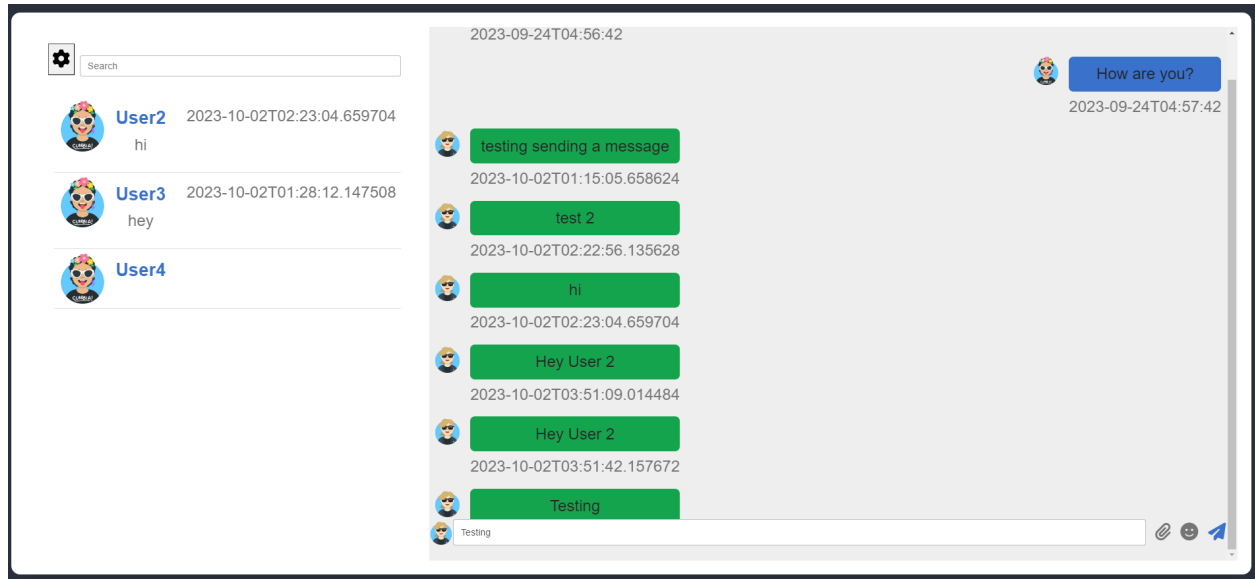 Search
User2 2023-10-02T02:23:04.659704
hi
User3 2023-10-02T01:28:12.147508
hey
User4
2023-09-24T04:56:42
How are you?
2023-09-24T04:57:42
testing sending a message
2023-10-02T01:15:05.658624
test 2
2023-10-02T02:22:56.135628
hi
2023-10-02T02:23:04.659704
Hey User 2
2023-10-02T03:51:09.014484
Hey User 2
2023-10-02T03:51:42.157672
Testing
Testing